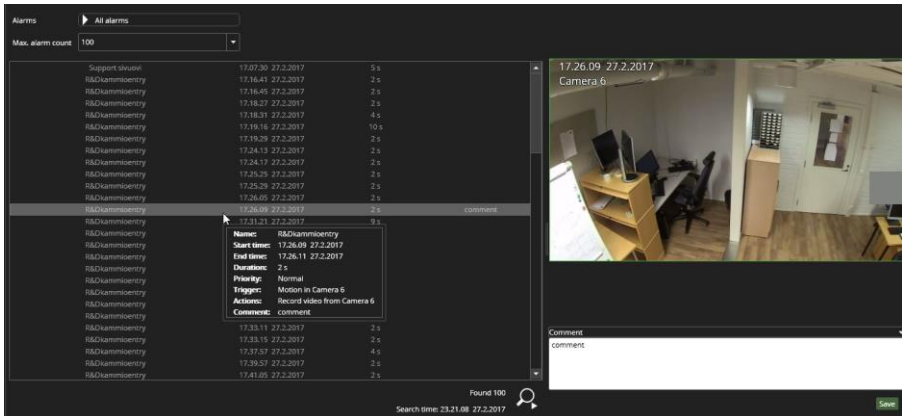 Alarms All alarms
Max. alarm count 100
Support sivuovi 17.07.30 27.2.2017 5 s
R&Dkammioentry 17.16.41 27.2.2017 2 s
R&Dkammioentry 17.16.45 27.2.2017 2 s
R&Dkammioentry 17.18.27 27.2.2017 2 s
R&Dkammioentry 17.18.31 27.2.2017 4 s
R&Dkammioentry 17.19.16 27.2.2017 10 s
R&Dkammioentry 17.19.29 27.2.2017 2 s
R&Dkammioentry 17.24.13 27.2.2017 2 s
R&Dkammioentry 17.24.17 27.2.2017 2 s
R&Dkammioentry 17.25.25 27.2.2017 2 s
R&Dkammioentry 17.25.29 27.2.2017 2 s
R&Dkammioentry 17.26.05 27.2.2017 2 s
R&Dkammioentry 17.26.09 27.2.2017 2 s comment
R&Dkammioentry 17.31.21 27.2.2017 9 s
R&Dkammioentry
R&Dkammioentry
R&Dkammioentry
R&Dkammioentry
R&Dkammioentry
R&Dkammioentry
R&Dkammioentry
R&Dkammioentry
Name: R&Dkammioentry
Start time: 17.26.09 27.2.2017
End time: 17.26.11 27.2.2017
Duration: 2 s
Priority: Normal
Trigger: Motion in Camera 6
Actions: Record video from Camera 6
Comment: comment
R&Dkammioentry 17.33.11 27.2.2017 2 s
R&Dkammioentry 17.33.15 27.2.2017 2 s
R&Dkammioentry 17.37.57 27.2.2017 4 s
R&Dkammioentry 17.39.57 27.2.2017 2 s
R&Dkammioentry 17.41.05 27.2.2017 2 s
Found 100
Search time: 23.21.08 27.2.2017
17.26.09 27.2.2017
Camera 6
Comment
comment
Save